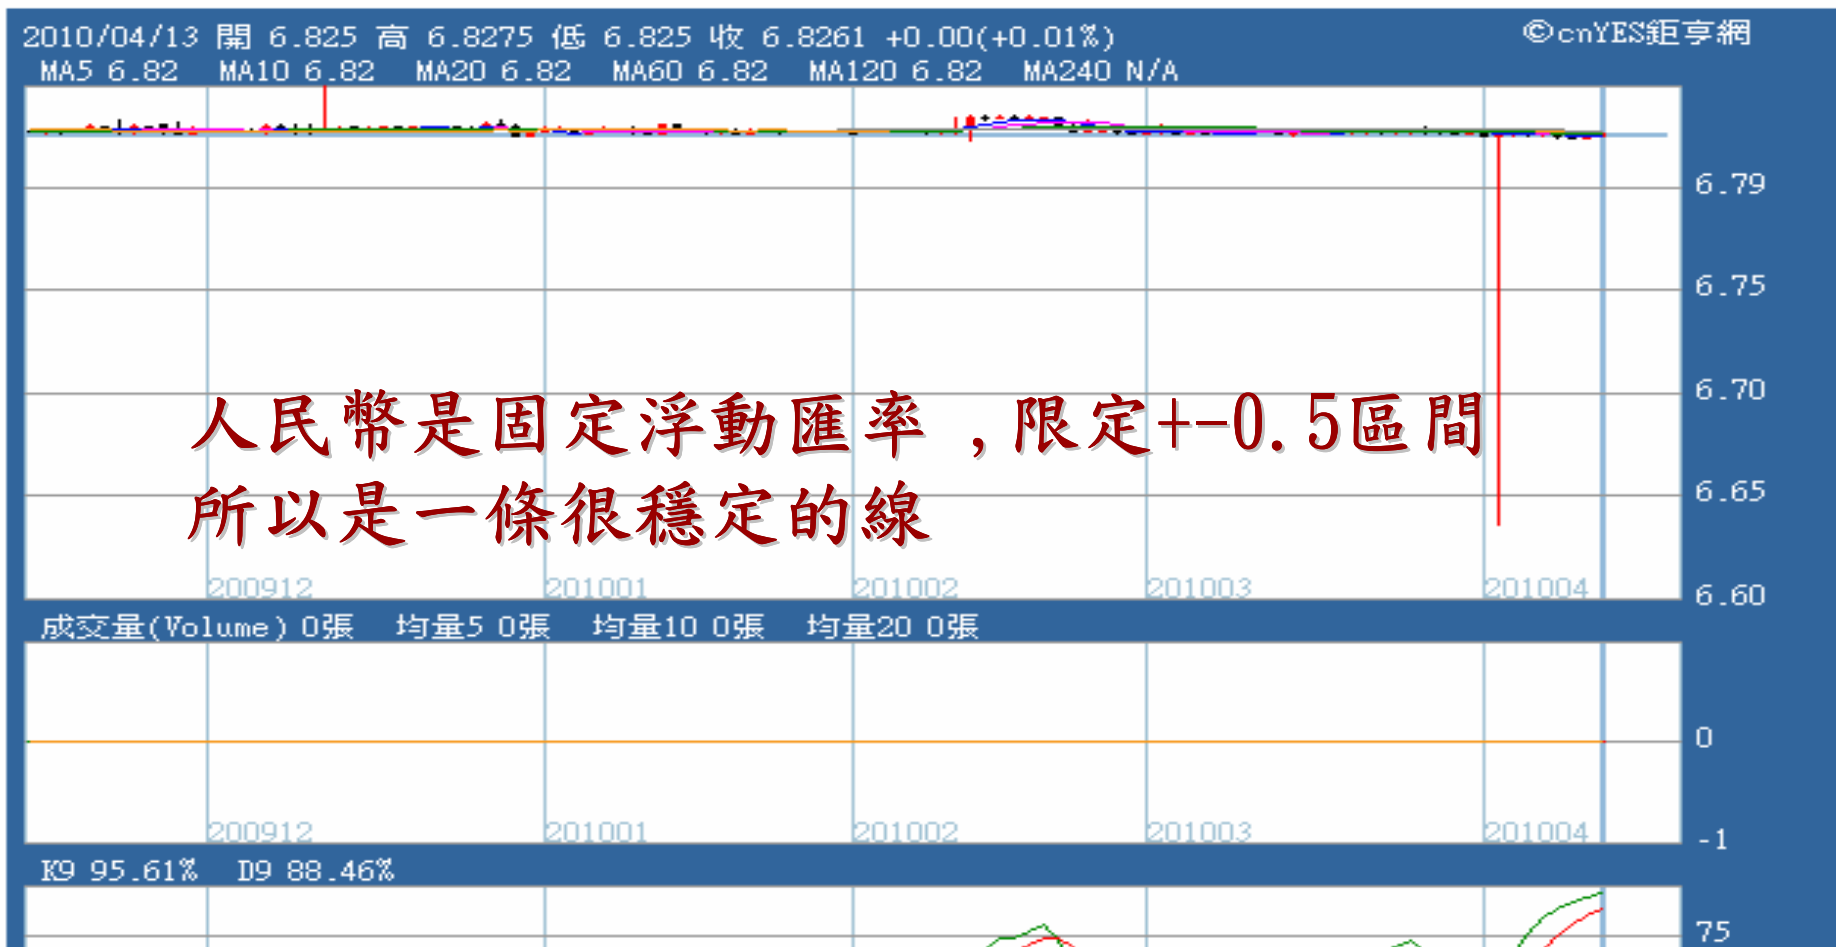 2010/04/13 開 6.825 高 6.8275 低 6.825 收 6.8261 +0.00(+0.01%)
©cnYES鉅亨網
MA5 6.82 MA10 6.82 MA20 6.82 MA60 6.82 MA120 6.82 MA240 N/A
6.79
6.75
6.70
人民幣是固定浮動匯率 ,限定+-0.5區間
6.65
所以是一條很穩定的線
200912 201001 201002 201003 201004
6.60
成交量(Volume) 0張 均量5 0張 均量10 0張 均量20 0張
0
200912 201001 201002 201003 201004
-1
K9 95.61% D9 88.46%
75